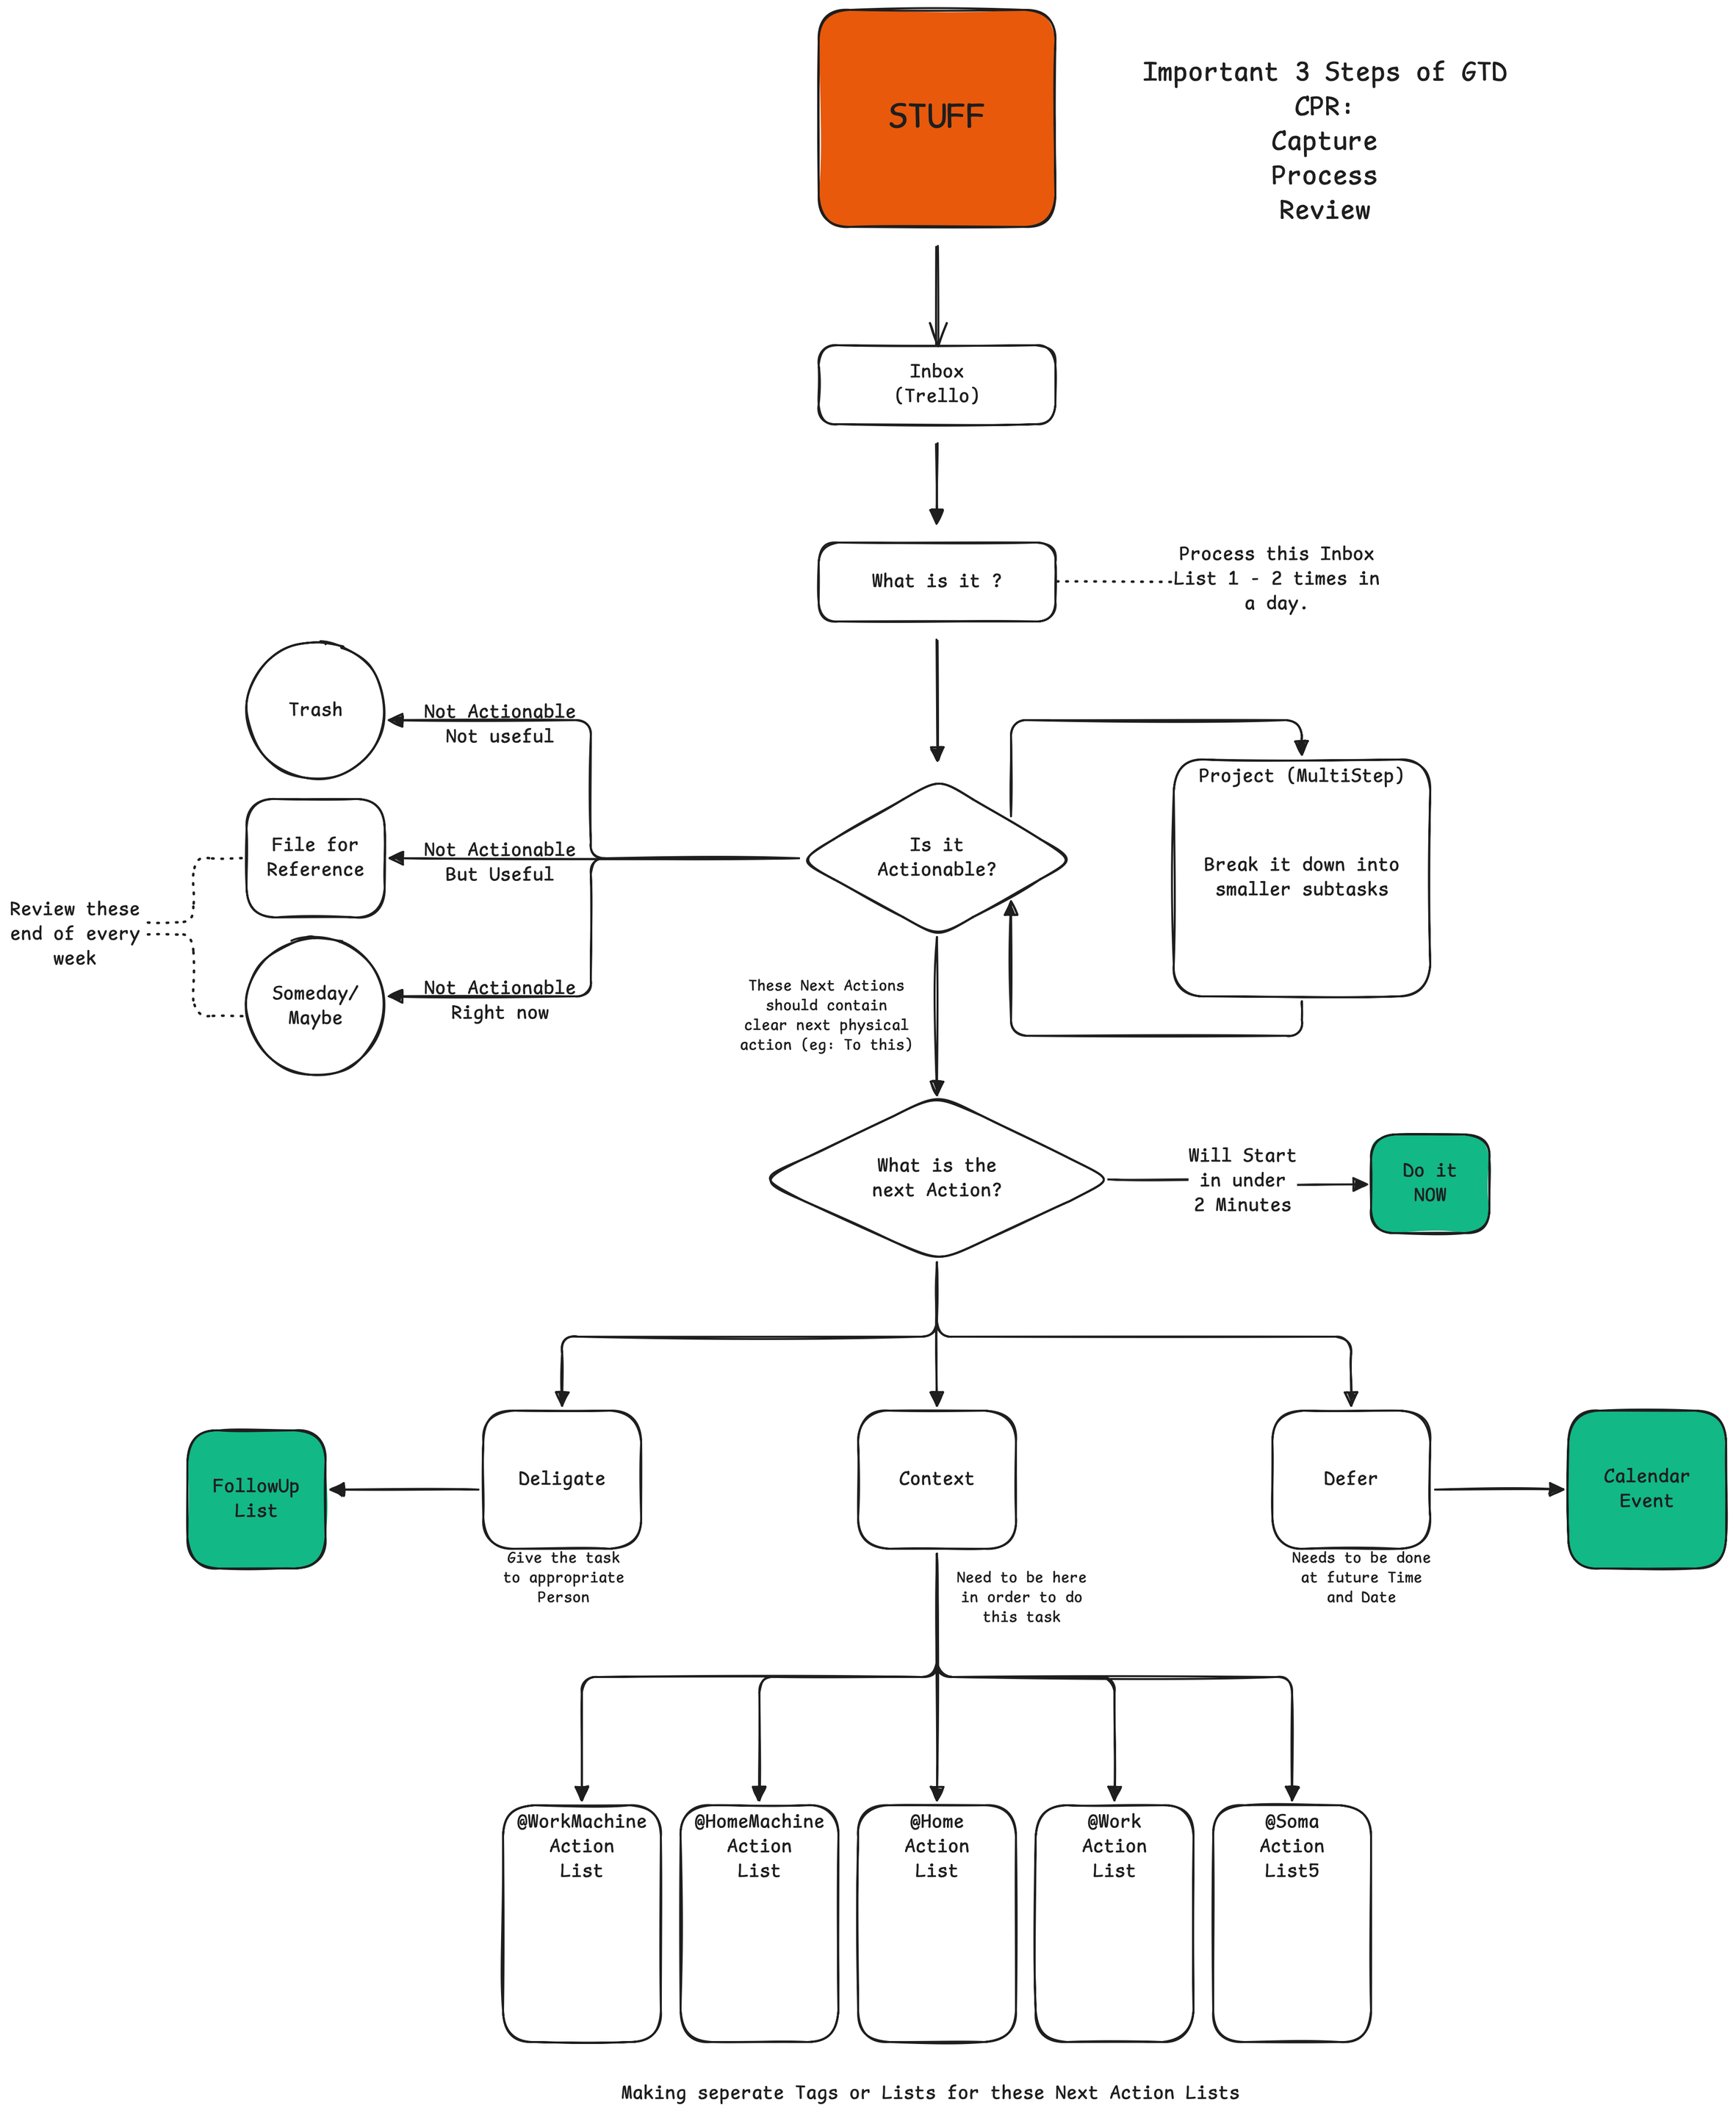 STUFF
Important 3 Steps of GTD
CPR:
Capture
Process
Review
Inbox
(Trello)
What is it ?
Process this Inbox
List 1 - 2 times in
a day.
Trash
Not Actionable
Not useful
Project (MultiStep)
Break it down into
smaller subtasks
Is it
Actionable?
File for
Reference
Not Actionable
But Useful
Review these
end of every
week
Someday/
Maybe
Not Actionable
Right now
These Next Actions
should contain
clear next physical
action (eg: To this)
What is the
next Action?
Will Start
in under
2 Minutes
Do it
NOW
FollowUp
List
Deligate
Give the task
to appropriate
Person
Context
Need to be here
in order to do
this task
Defer
Needs to be done
at future Time
and Date
Calendar
Event
@WorkMachine
Action
List
@HomeMachine
Action
List
@Home
Action
List
@Work
Action
List
@Soma
Action
List5
Making seperate Tags or Lists for these Next Action Lists